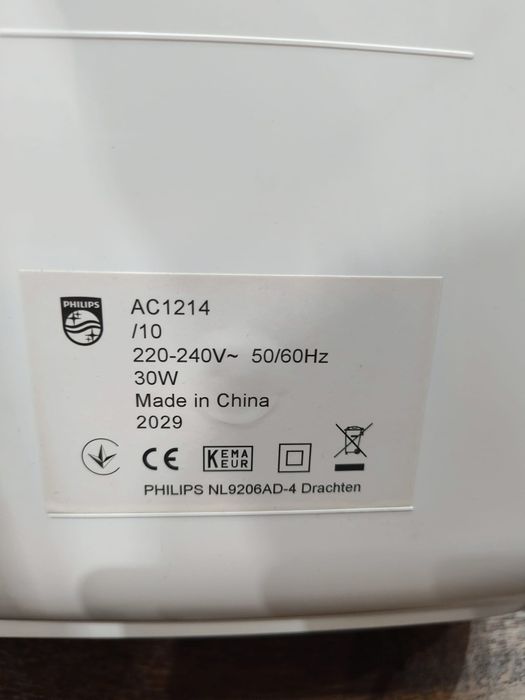 PHILIPS
AC1214
/10
220-240V~ 50/60Hz
30W
Made in China
2029
CE
KEMA
KEUR
PHILIPS NL9206AD-4 Drachten